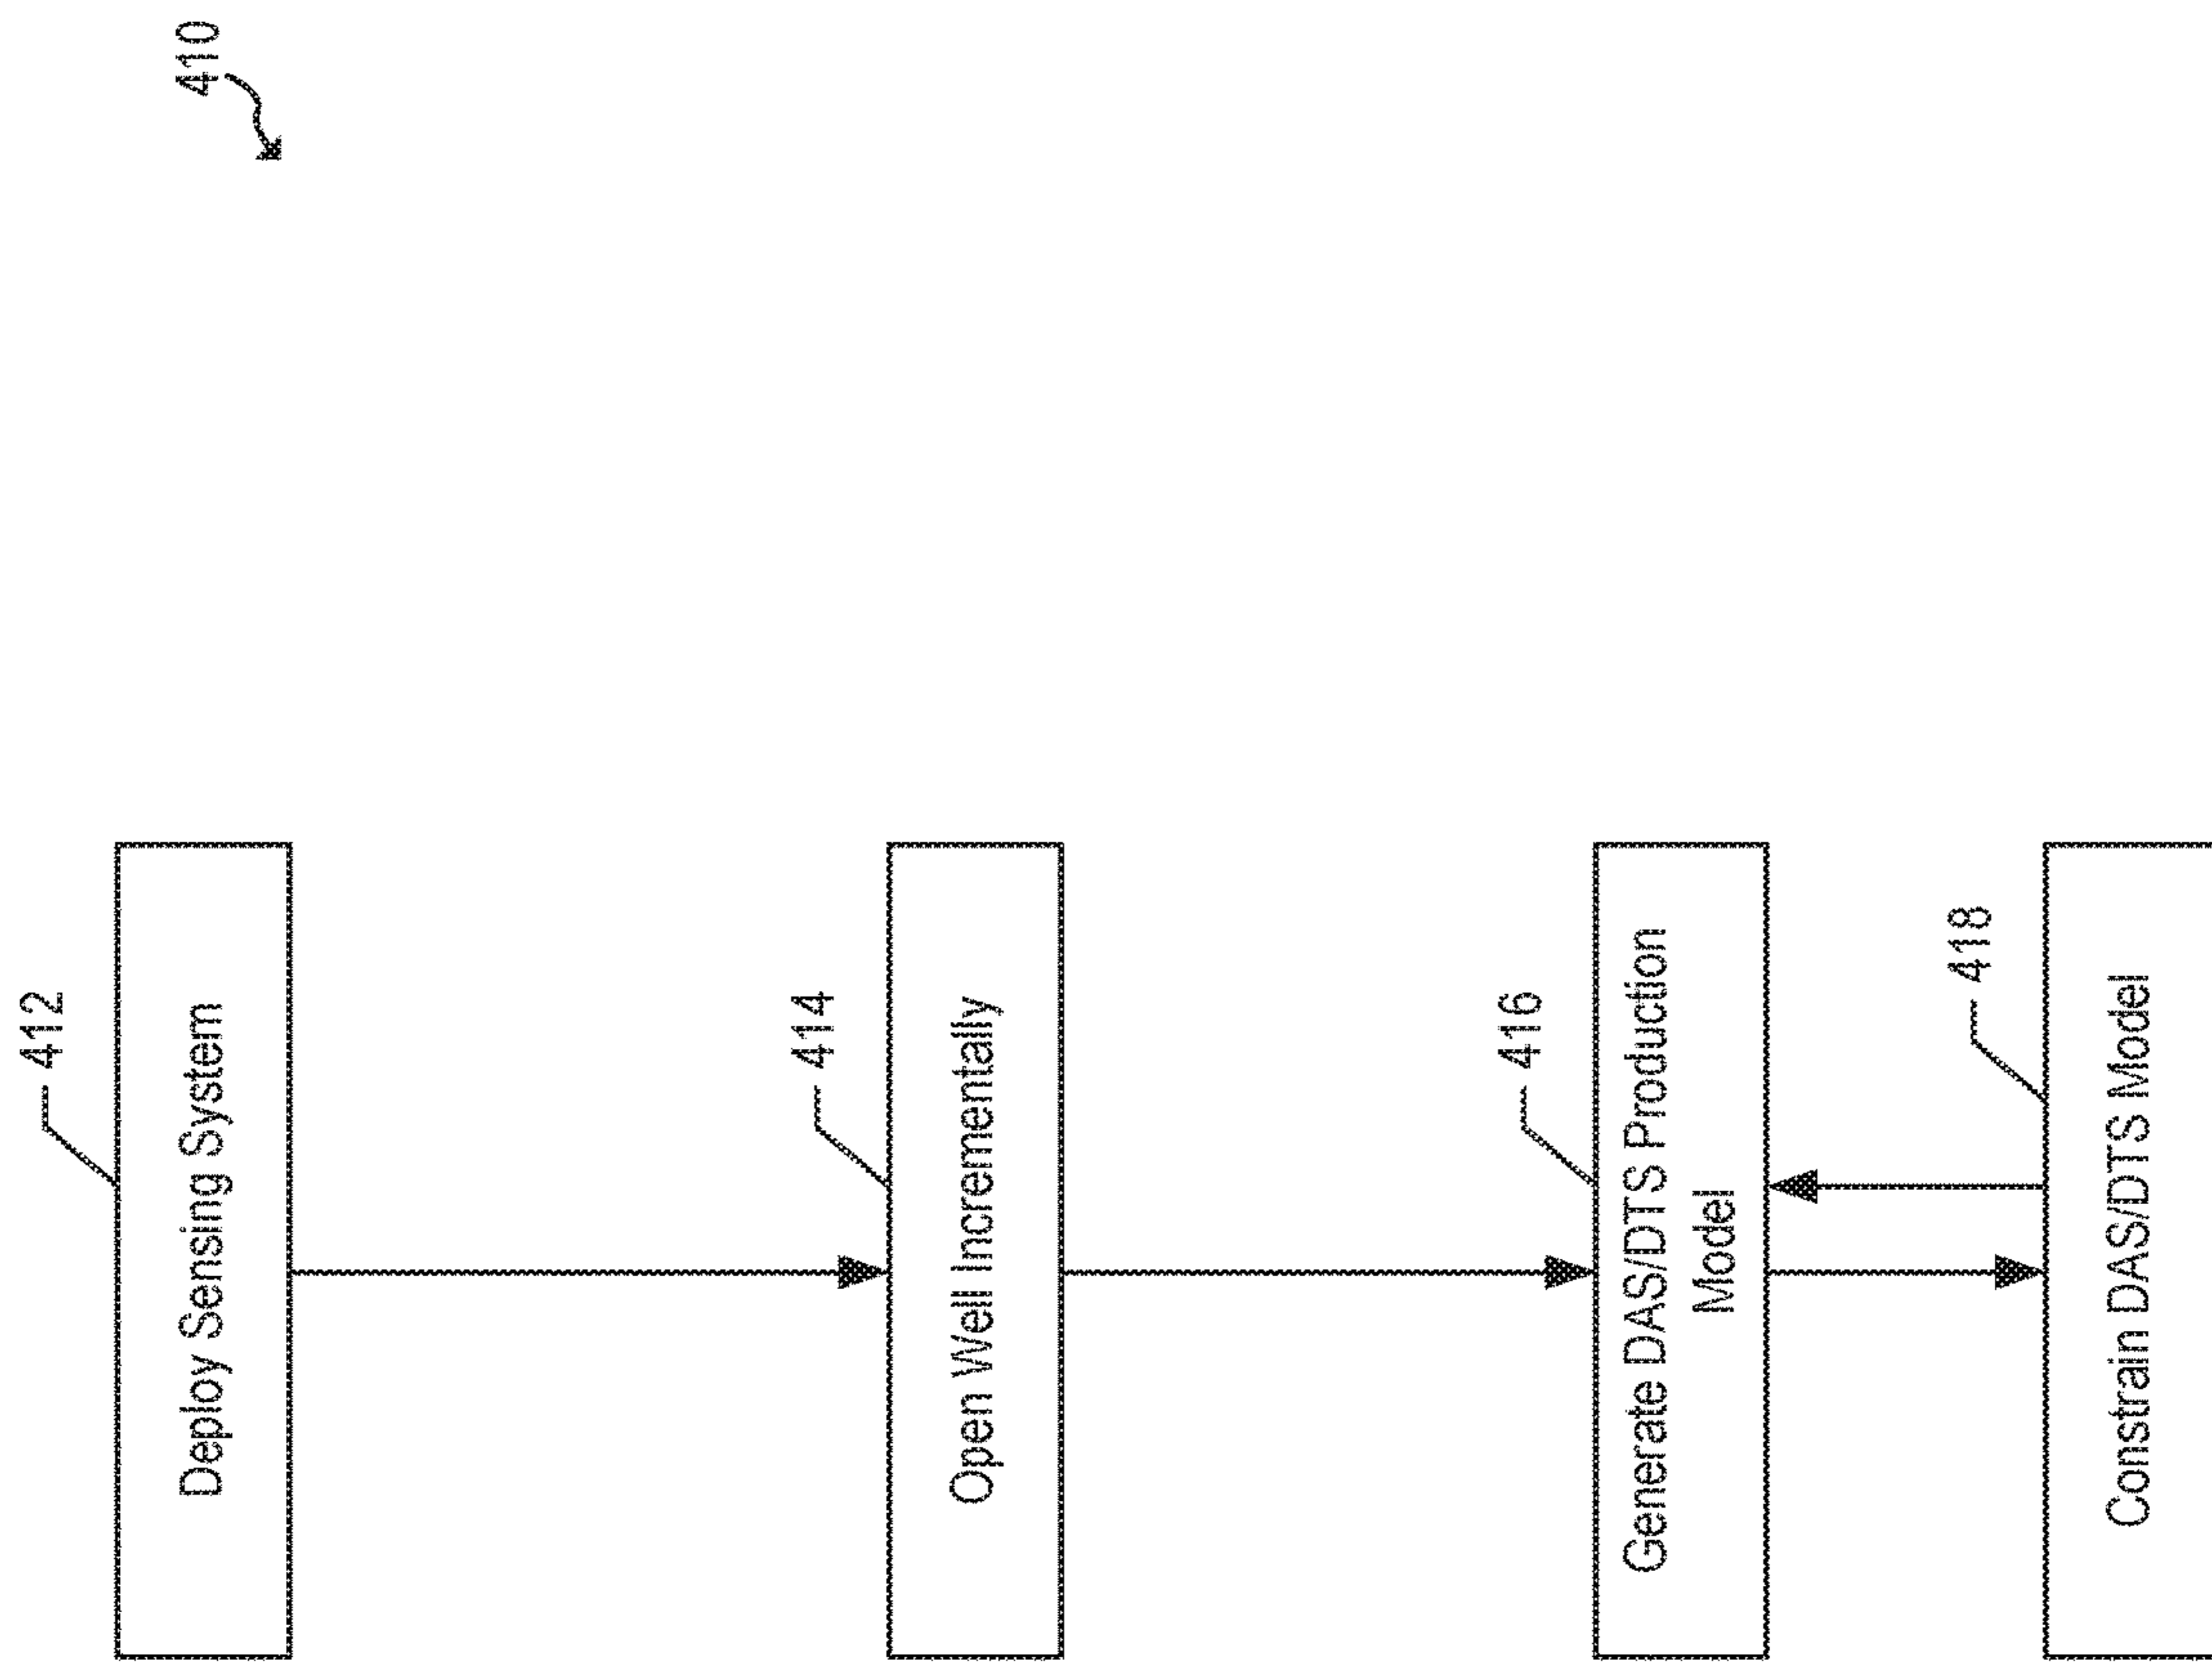 410
412
Deploy Sensing System
414
Open Well Incrementally
416
Generate DAS/DTS Production
Model
418
Constrain DAS/DTS Model